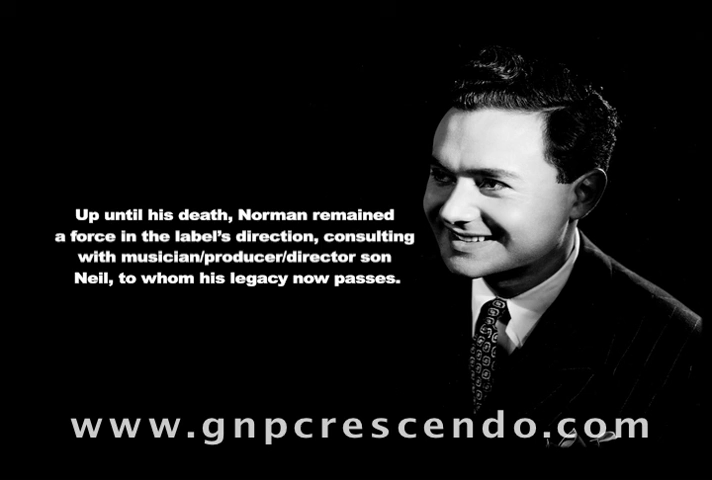 Up until his death, Norman remained
a force in the label's direction, consulting
with musician/producer/director son
Neil, to whom his legacy now passes.
www.gnpcrescendo.com